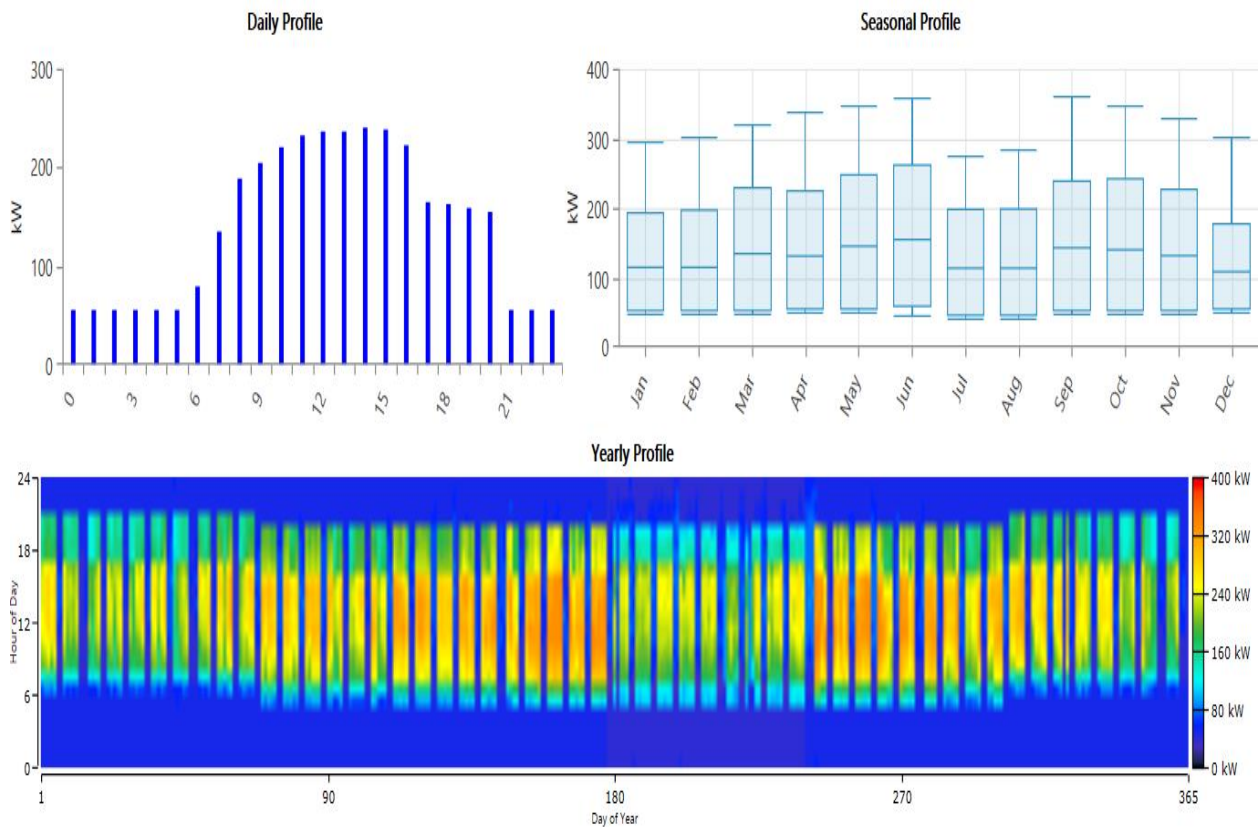 Daily Profile
300
200
100
0
kW
0 3 6 9 12 15 18 21
Seasonal Profile
400
300
200
100
0
kW
Jan Feb Mar Apr May Jun Jul Aug Sep Oct Nov Dec
Yearly Profile
24
18
12
6
0
Hour of Day
1 90 180 270 365
Day of Year
400 kW
320 kW
240 kW
160 kW
80 kW
0 kW